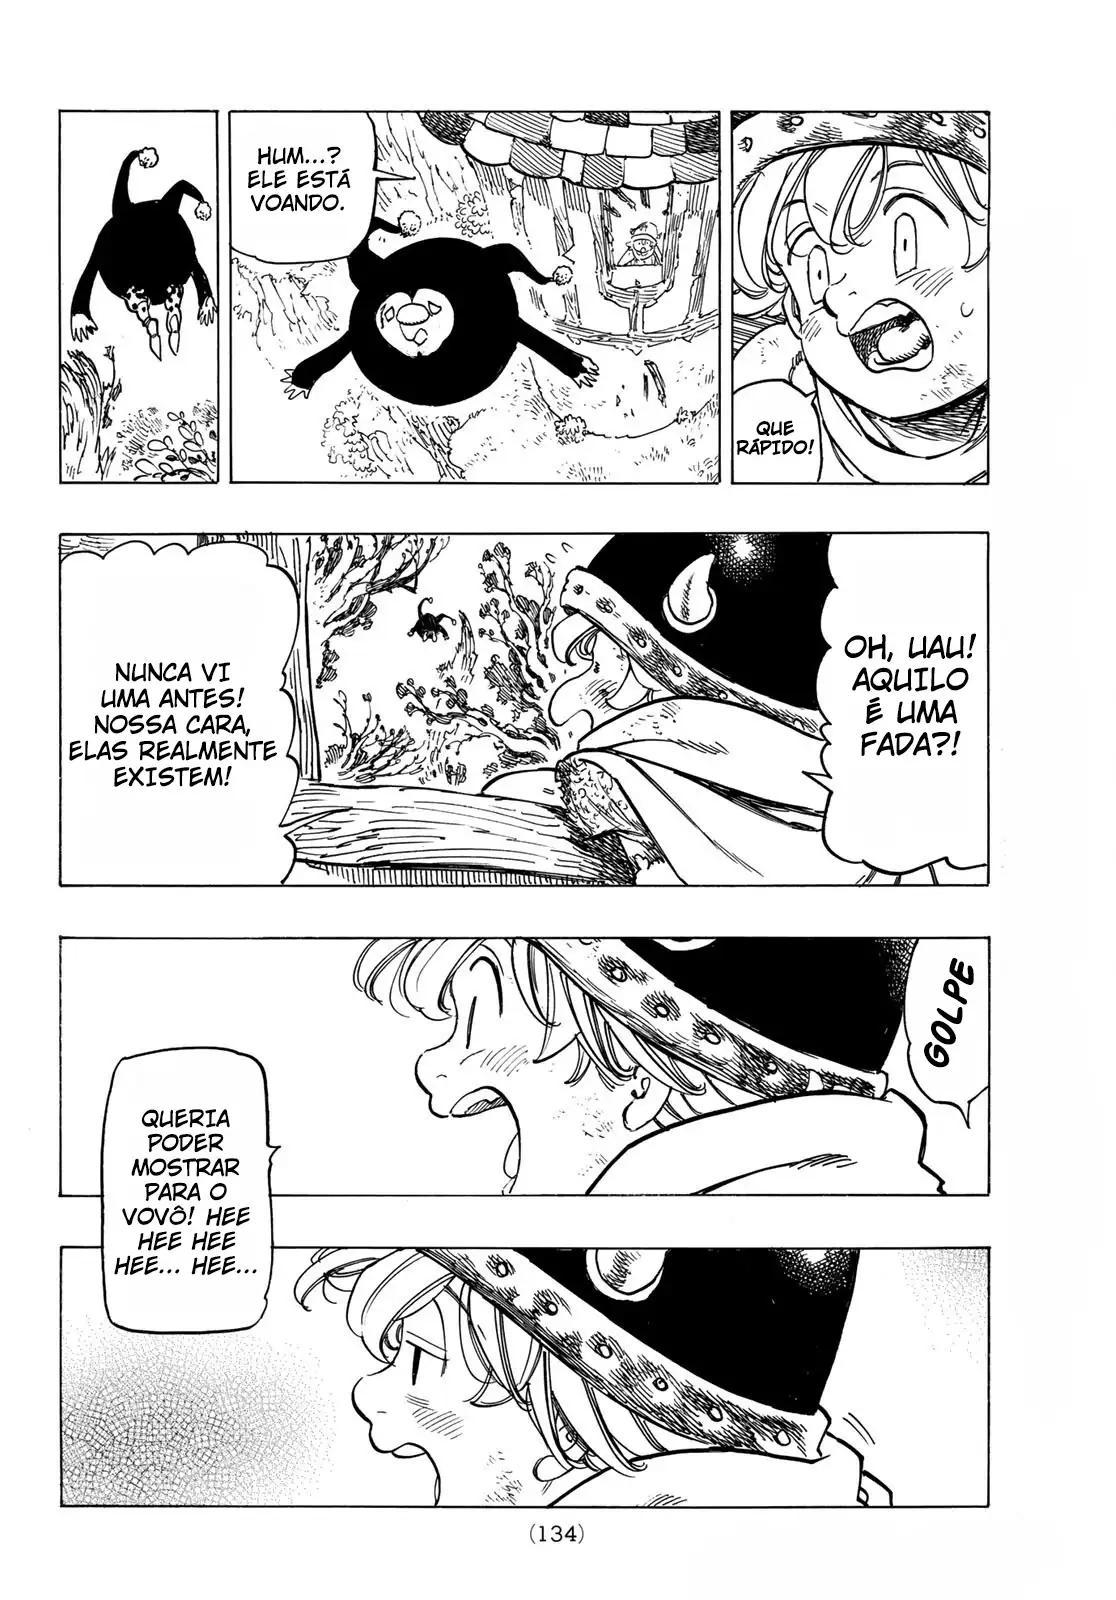 QUE
RÁPIDO!
HUM...?
ELE ESTÁ
VOANDO.
OH, UAU!
AQUILO
É UMA
FADA?!
NUNCA VI
UMA ANTES!
NOSSA CARA,
ELAS REALMENTE
EXISTEM!
GOLPE
QUERIA
PODER
MOSTRAR
PARA O
VOVÔ! HEE
HEE HEE
HEE... HEE...
(134)